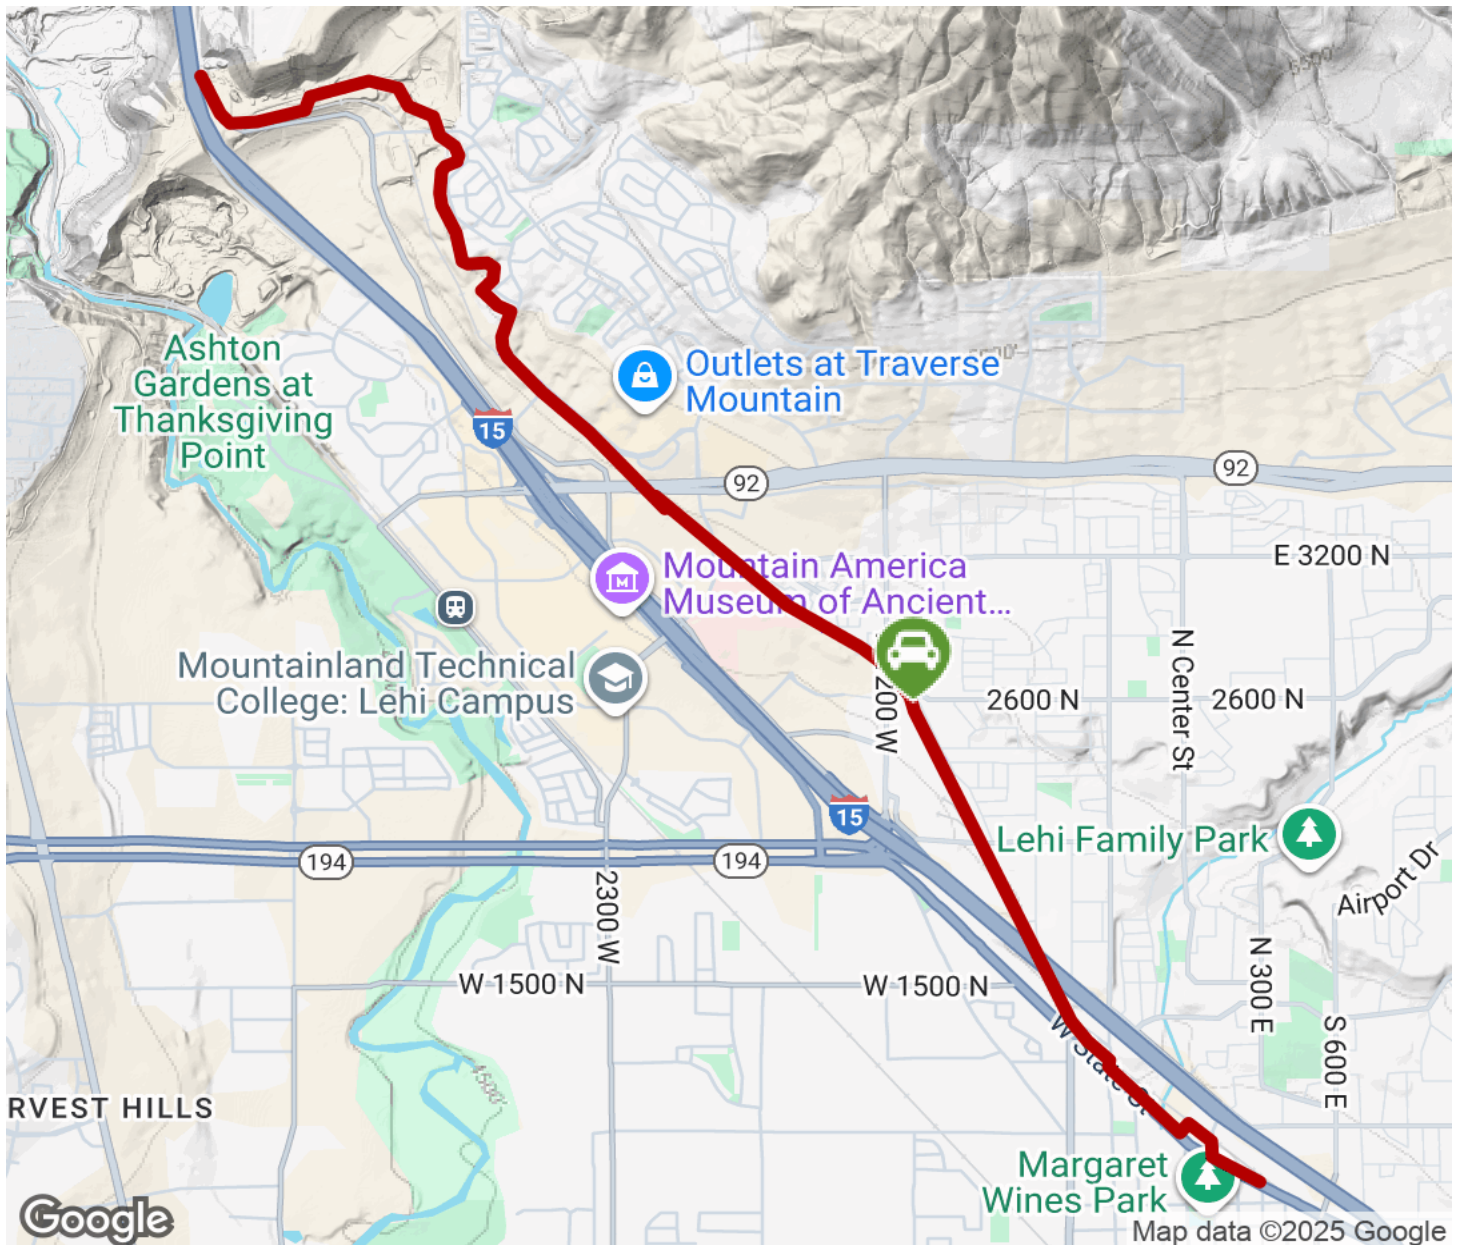 5500'
Ashton
Gardens at
Thanksgiving
Point
Outlets at Traverse
Mountain
15
92
92
E 3200 N
Mountain America
Museum of Ancient...
Mountainland Technical
College: Lehi Campus
200 W
2600 N
2600 N
N Center St
15
Lehi Family Park
194
194
2300 W
Airport Dr
W 1500 N
W 1500 N
N 300 E
S 600 E
W State St
4500'
RVEST HILLS
Margaret
Wines Park
Google
Map data ©2025 Google